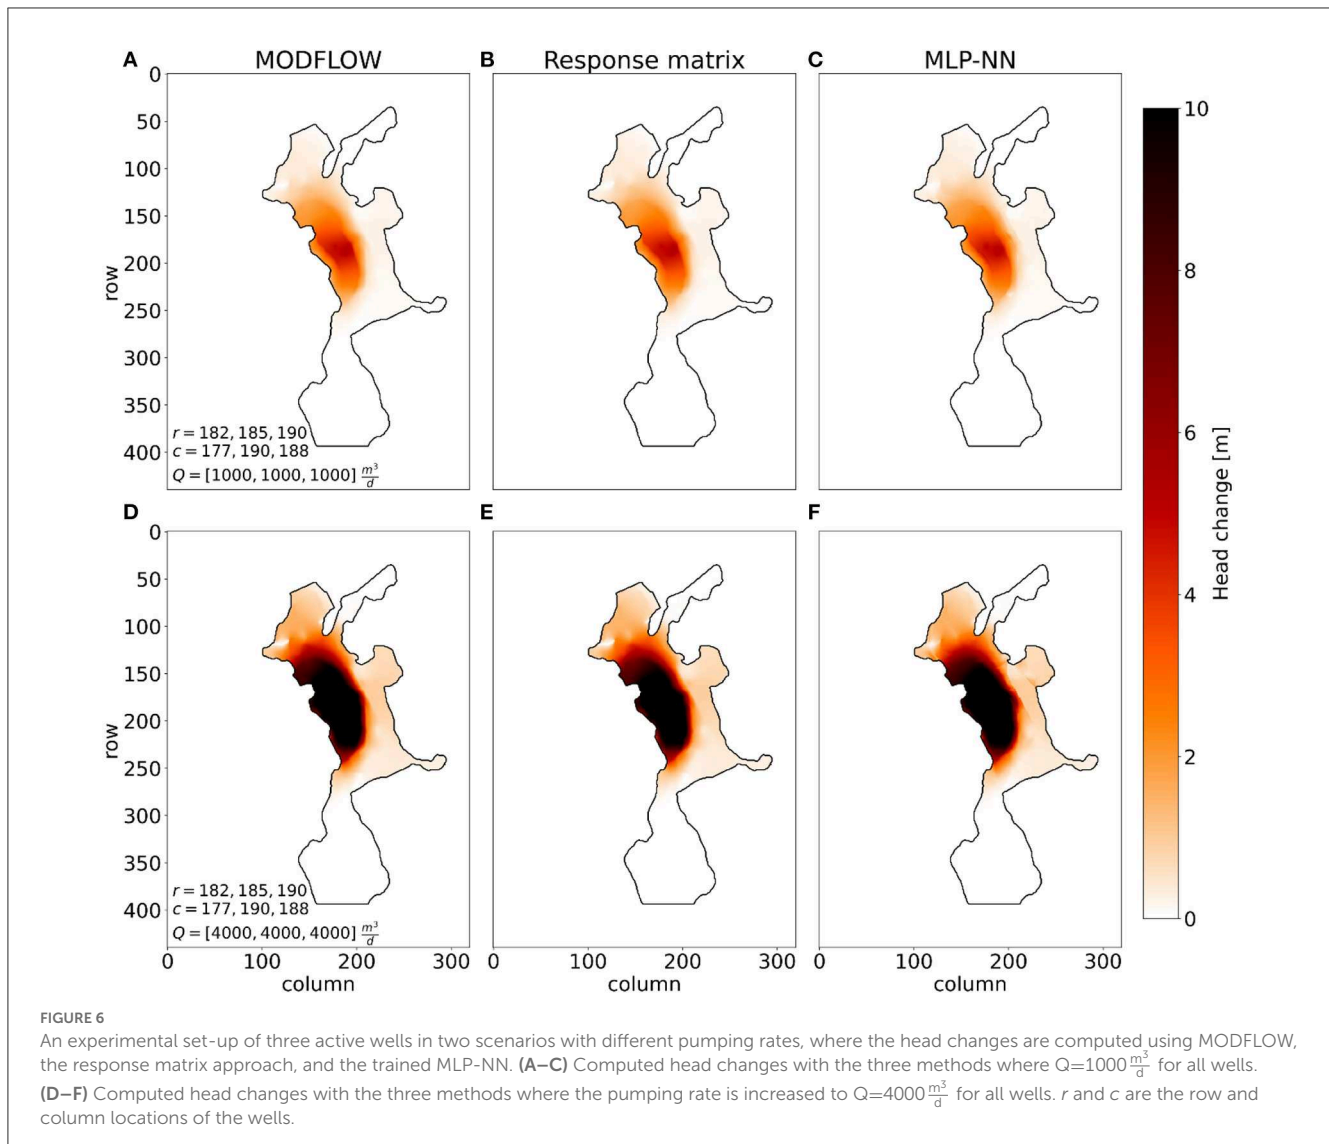 A MODFLOW B Response matrix C MLP-NN
0
50
100
150
200
250
300
350
400
row
r = 182, 185, 190
c = 177, 190, 188
Q = [1000, 1000, 1000] m³/d
10
8
6
4
2
0
Head change [m]
D E F
0
50
100
150
200
250
300
350
400
row
r = 182, 185, 190
c = 177, 190, 188
Q = [4000, 4000, 4000] m³/d
0 100 200 300 0 100 200 300 0 100 200 300
column column column
FIGURE 6
An experimental set-up of three active wells in two scenarios with different pumping rates, where the head changes are computed using MODFLOW,
the response matrix approach, and the trained MLP-NN. (A–C) Computed head changes with the three methods where Q=1000 m³/d for all wells.
(D–F) Computed head changes with the three methods where the pumping rate is increased to Q=4000 m³/d for all wells. r and c are the row and
column locations of the wells.